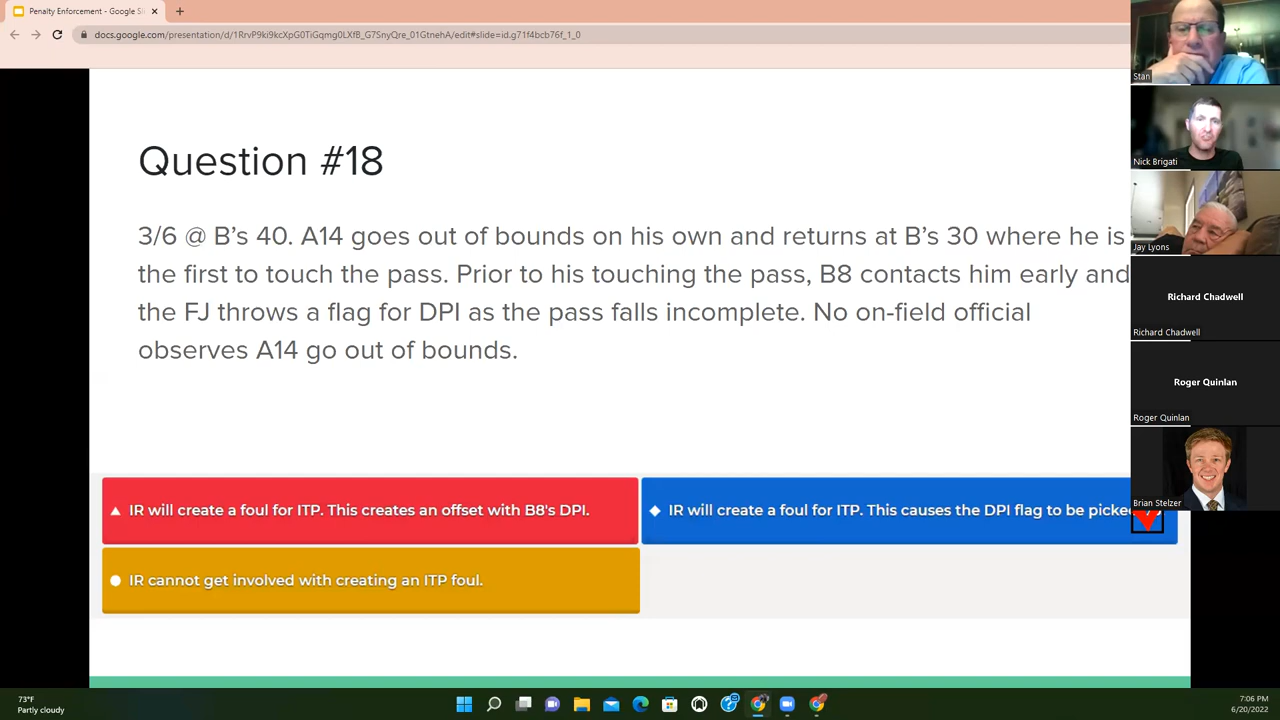 Penalty Enforcement - Google Sl
docs.google.com/presentation/d/1RrvP9ki9kcXpG0TiGqmg0LXfB_G7SnyQre_01GtnehA/edit#slide=id.g71f4bcb76f_1_0
Question #18
3/6 @ B's 40. A14 goes out of bounds on his own and returns at B's 30 where he is
the first to touch the pass. Prior to his touching the pass, B8 contacts him early and
the FJ throws a flag for DPI as the pass falls incomplete. No on-field official
observes A14 go out of bounds.
IR will create a foul for ITP. This creates an offset with B8's DPI.
IR will create a foul for ITP. This causes the DPI flag to be picke
IR cannot get involved with creating an ITP foul.
Stan
Nick Brigati
Jay Lyons
Richard Chadwell
Richard Chadwell
Roger Quinlan
Roger Quinlan
Brian Stelzer
73°F
Partly cloudy
7:06 PM
6/20/2022